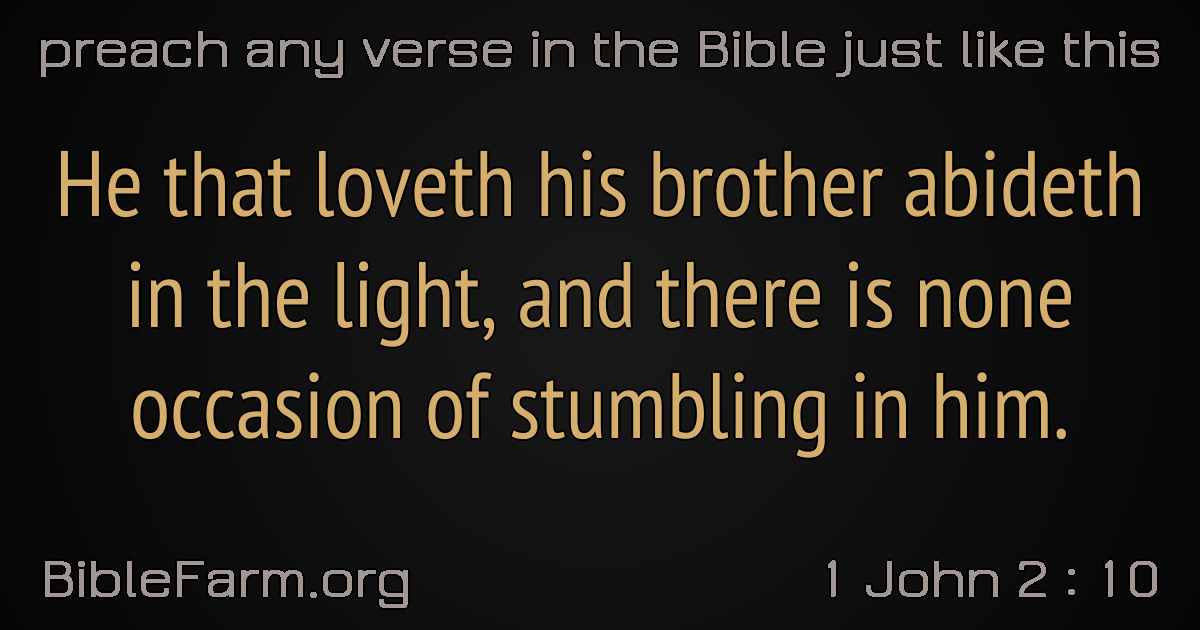 preach any verse in the Bible just like this
He that loveth his brother abideth
in the light, and there is none
occasion of stumbling in him.
BibleFarm.org
1 John 2 : 10